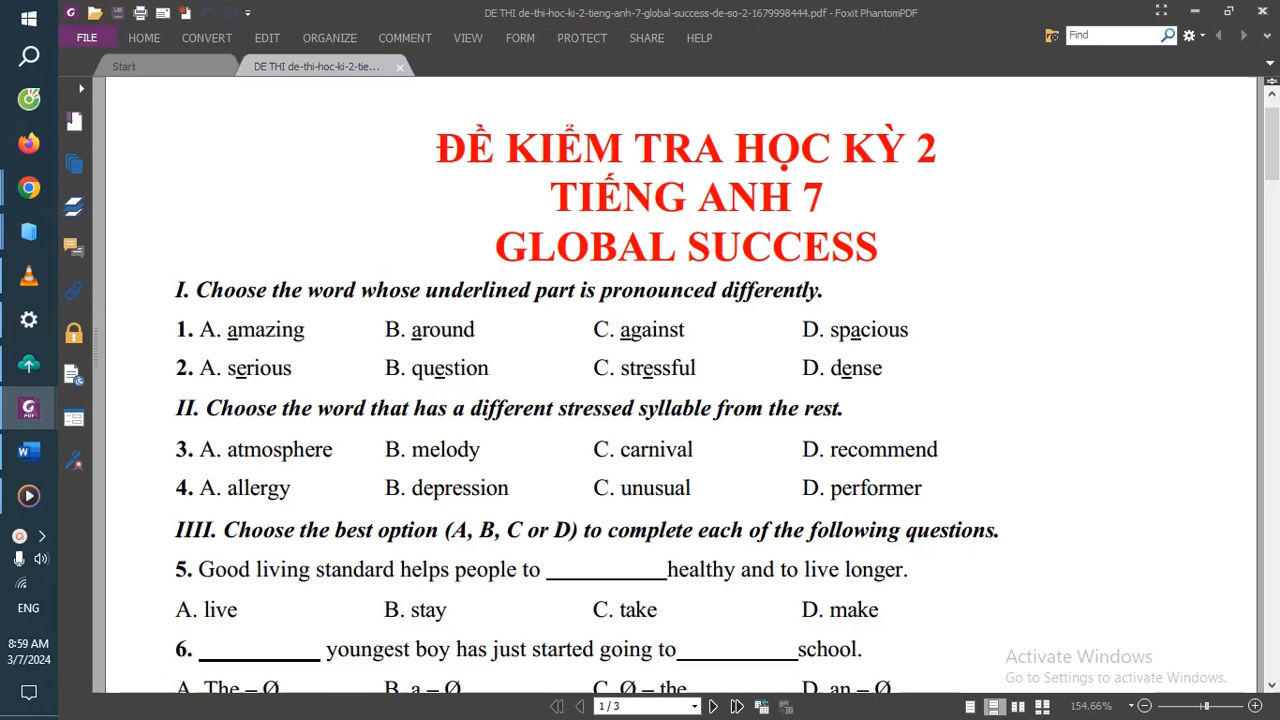 DE THI de-thi-hoc-ki-2-tieng-anh-7-global-success-de-so-2-1679998444.pdf - Foxit PhantomPDF
FILE HOME CONVERT EDIT ORGANIZE COMMENT VIEW FORM PROTECT SHARE HELP Find
Start DE THI de-thi-hoc-ki-2-tie...
ĐỀ KIỂM TRA HỌC KỲ 2
TIẾNG ANH 7
GLOBAL SUCCESS
I. Choose the word whose underlined part is pronounced differently.
1. A. amazing B. around C. against D. spacious
2. A. serious B. question C. stressful D. dense
II. Choose the word that has a different stressed syllable from the rest.
3. A. atmosphere B. melody C. carnival D. recommend
4. A. allergy B. depression C. unusual D. performer
IIII. Choose the best option (A, B, C or D) to complete each of the following questions.
5. Good living standard helps people to ___________healthy and to live longer.
A. live B. stay C. take D. make
6. ___________ youngest boy has just started going to___________school.
A. The – Ø B. a – Ø C. Ø – the D. an – Ø
Activate Windows
Go to Settings to activate Windows.
ENG
8:59 AM
3/7/2024
1 / 3
154.66%